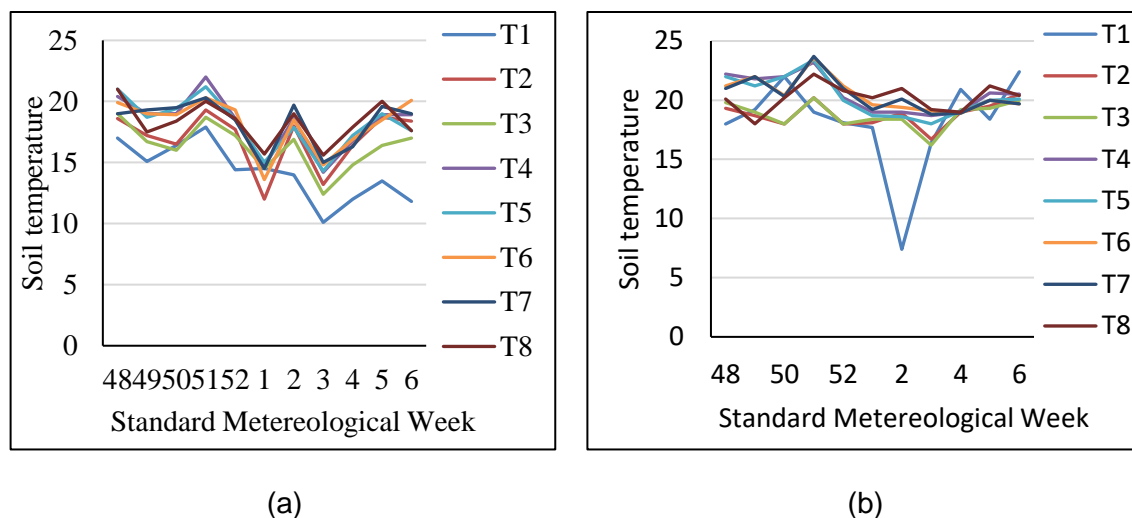 25
20
15
10
5
0
Soil temperature
48 49 50 51 52 1 2 3 4 5 6
Standard Metereological Week
T1
T2
T3
T4
T5
T6
T7
T8
(a)
25
20
15
10
5
0
Soil temperature
48 50 52 2 4 6
Standard Metereological Week
T1
T2
T3
T4
T5
T6
T7
T8
(b)